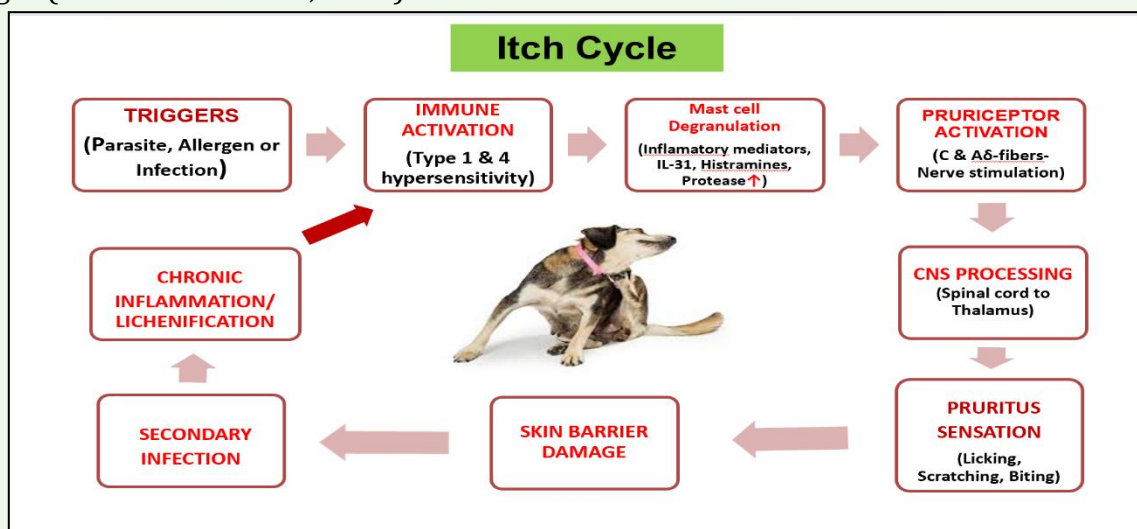 Itch Cycle
TRIGGERS
(Parasite, Allergen or
Infection)
IMMUNE
ACTIVATION
(Type 1 & 4
hypersensitivity)
Mast cell
Degranulation
(Inflamatory mediators,
IL-31, Histramines,
Protease↑)
PRURICEPTOR
ACTIVATION
(C & Aδ-fibers-
Nerve stimulation)
CNS PROCESSING
(Spinal cord to
Thalamus)
PRURITUS
SENSATION
(Licking,
Scratching, Biting)
SKIN BARRIER
DAMAGE
SECONDARY
INFECTION
CHRONIC
INFLAMMATION/
LICHENIFICATION